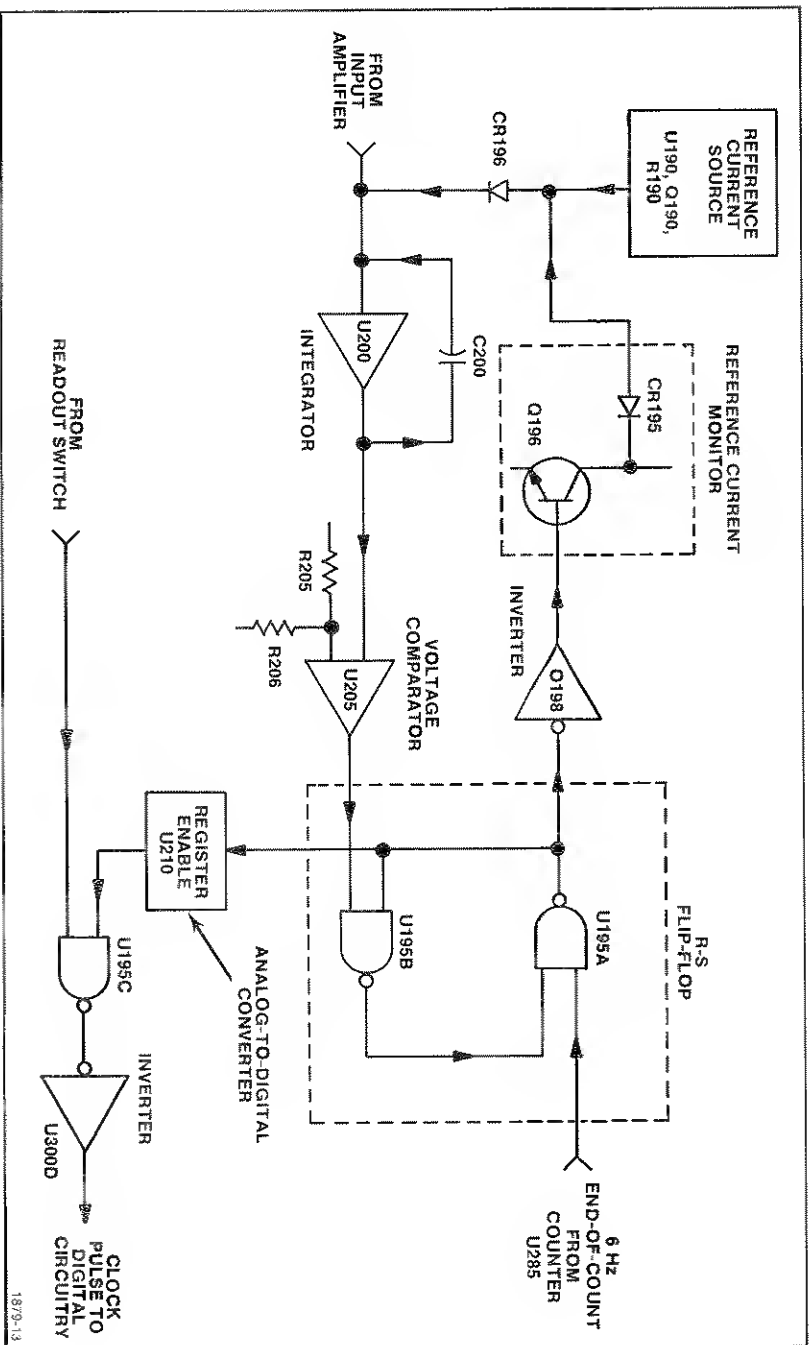 REFERENCE
CURRENT
SOURCE
U190, Q190,
R190
REFERENCE CURRENT
MONITOR
CR195
Q196
CR196
FROM
INPUT
AMPLIFIER
C200
U200
INTEGRATOR
INVERTER
Q198
R-S
FLIP-FLOP
U195A
U195B
6 Hz
END-OF-COUNT
FROM
COUNTER
U285
VOLTAGE
COMPARATOR
U205
R205
R206
REGISTER
ENABLE
U210
ANALOG-TO-DIGITAL
CONVERTER
FROM
READOUT SWITCH
U195C
INVERTER
U300D
CLOCK
PULSE TO
DIGITAL
CIRCUITRY
1879-13